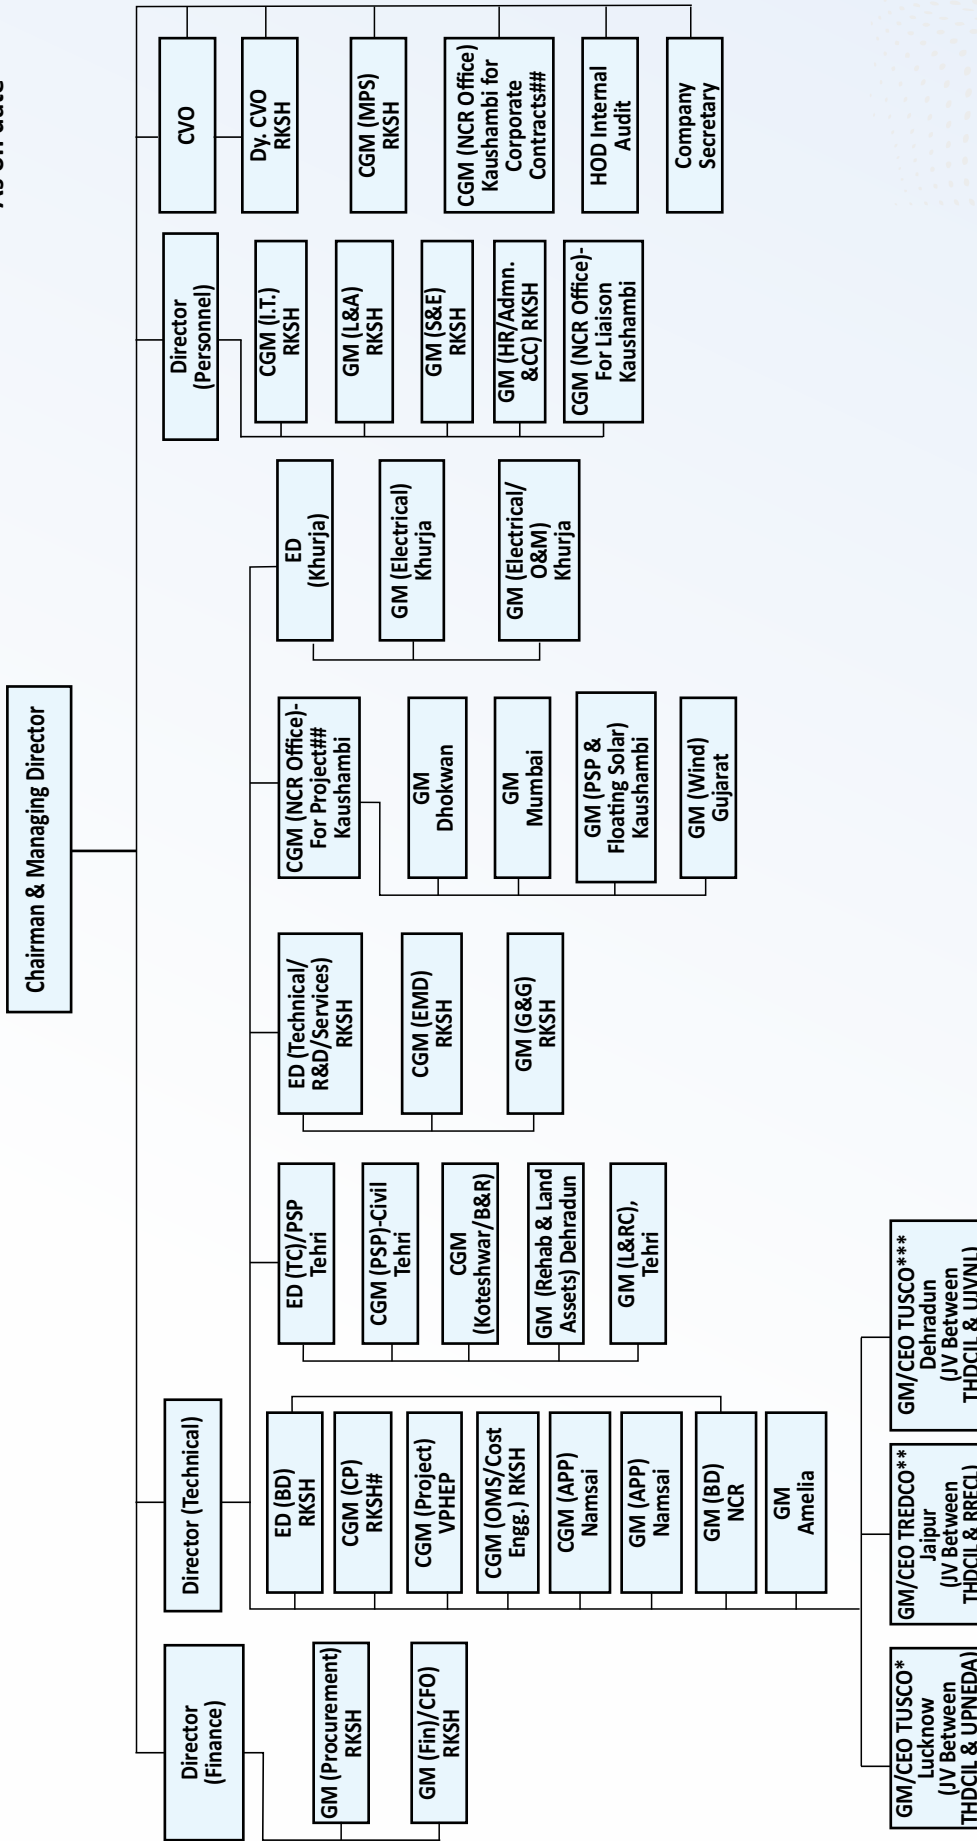 As on date
Chairman & Managing Director
Director
(Finance)
GM (Procurement)
RKSH
GM (Fin)/CFO)
RKSH
Director (Technical)
ED (BD)
RKSH
CGM (CP)
RKSH#
CGM (Project)
VPHEP
CGM (OMS/Cost
Engg.) RKSH
CGM (APP)
Namsai
GM (APP)
Namsai
GM (BD)
NCR
GM
Amelia
GM/CEO TUSCO*
Lucknow
(JV Between
THDCIL & UPNEDA)
GM/CEO TREDCO**
Jaipur
(JV Between
THDCIL & RRECL)
GM/CEO TUSCO***
Dehradun
(JV Between
THDCIL & UJVNL)
ED (TC)/PSP
Tehri
CGM (PSP)-Civil
Tehri
CGM
(Koteshwar/B&R)
GM (Rehab & Land
Assets) Dehradun
GM (L&RC),
Tehri
ED (Technical/
R&D/Services)
RKSH
CGM (EMD)
RKSH
GM (G&G)
RKSH
CGM (NCR Office)-
For Project##
Kaushambi
GM
Dhokwan
GM
Mumbai
GM (PSP &
Floating Solar)
Kaushambi
GM (Wind)
Gujarat
ED
(Khurja)
GM (Electrical)
Khurja
GM (Electrical/
O&M)
Khurja
Director
(Personnel)
CGM (I.T.)
RKSH
GM (L&A)
RKSH
GM (S&E)
RKSH
GM (HR/Admn.
&CC) RKSH
CGM (NCR Office)-
For Liaison
Kaushambi
CVO
Dy. CVO
RKSH
CGM (MPS)
RKSH
CGM (NCR Office)
Kaushambi for
Corporate
Contracts##
HOD Internal
Audit
Company
Secretary